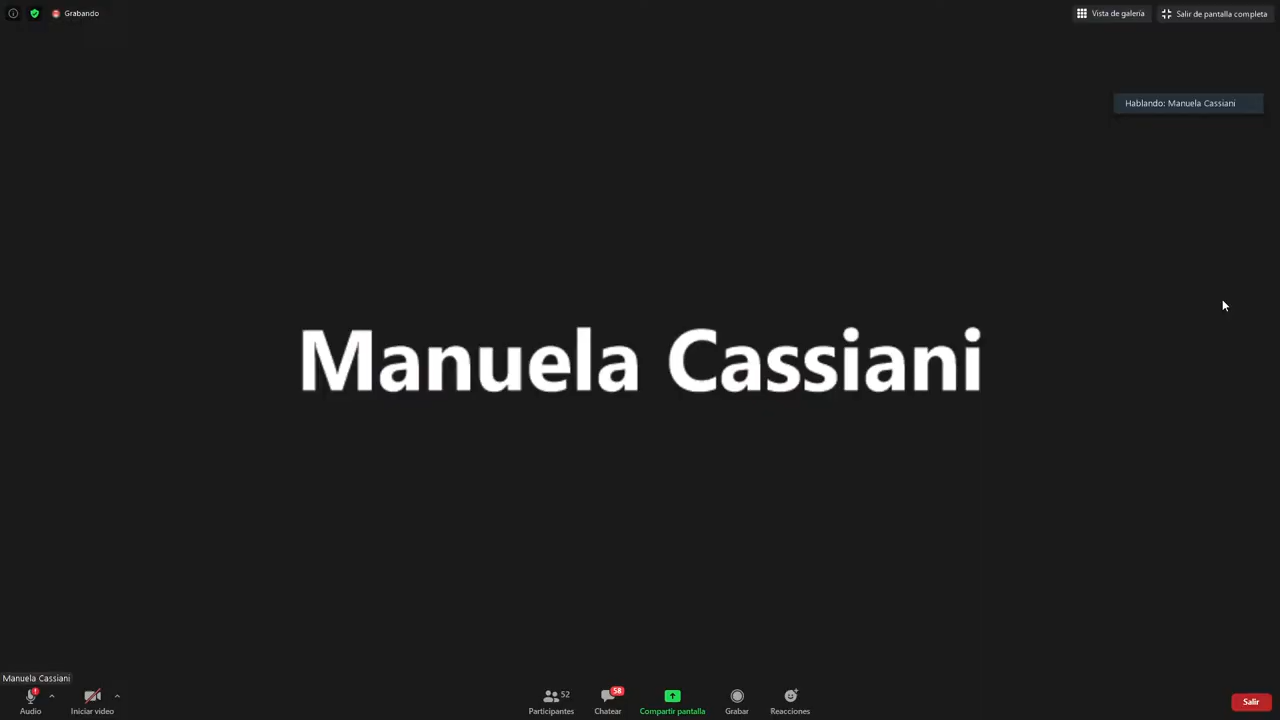 Grabando
Vista de galería
Salir de pantalla completa
Hablando: Manuela Cassiani
Manuela Cassiani
Manuela Cassiani
Audio
Iniciar video
52
Participantes
58
Chatear
Compartir pantalla
Grabar
Reacciones
Salir